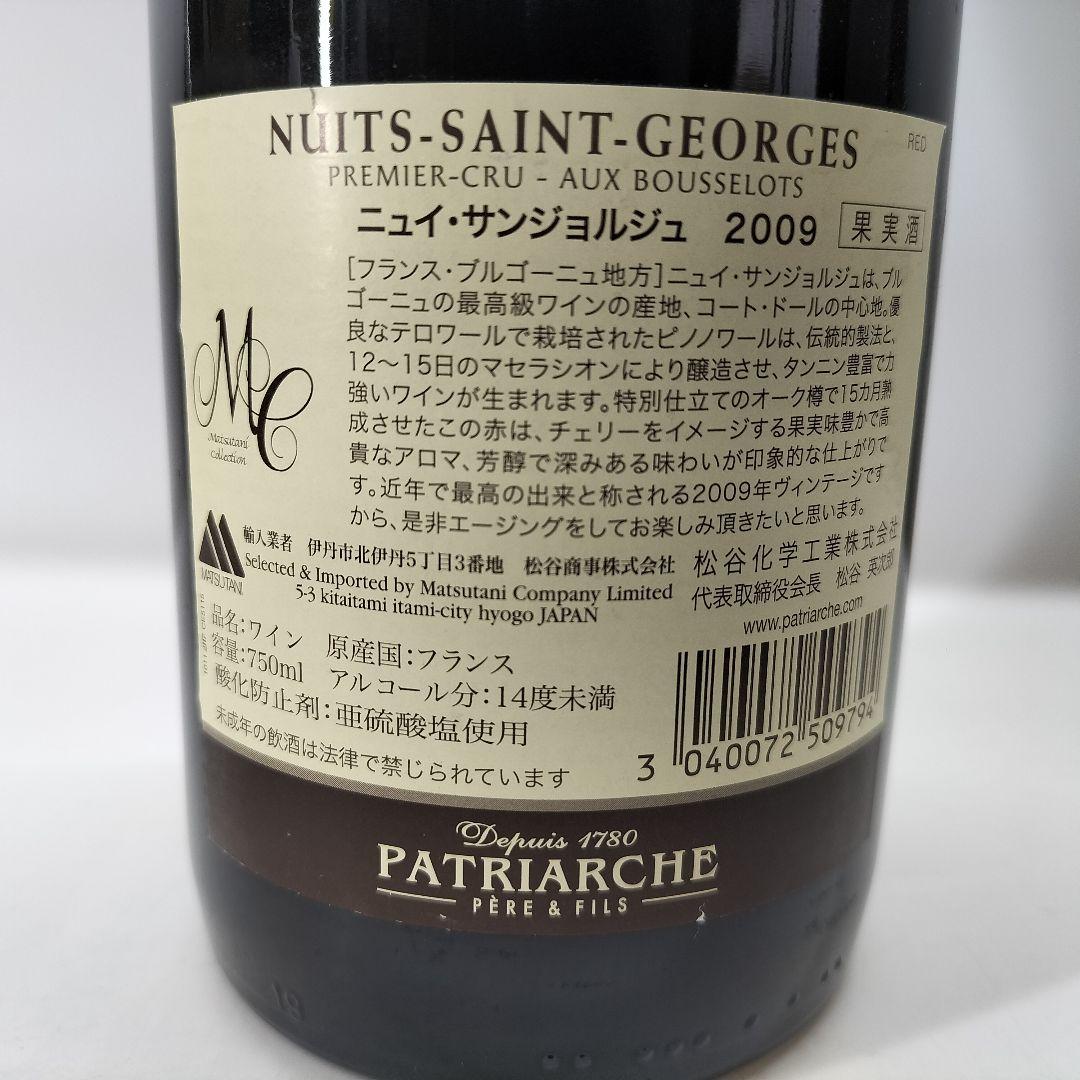 NUITS-SAINT-GEORGES
RED
PREMIER-CRU - AUX BOUSSELOTS
ニュイ・サンジョルジュ 2009 果実酒
[フランス・ブルゴーニュ地方]ニュイ・サンジョルジュは、ブル
ゴーニュの最高級ワインの産地、コート・ドールの中心地。優
良なテロワールで栽培されたピノノワールは、伝統的製法と、
12〜15日のマセラシオンにより醸造させ、タンニン豊富で力
強いワインが生まれます。特別仕立てのオーク樽で15カ月熟
成させたこの赤は、チェリーをイメージする果実味豊かで高
貴なアロマ、芳醇で深みある味わいが印象的な仕上がりで
す。近年で最高の出来と称される2009年ヴィンテージです
から、是非エージングをしてお楽しみ頂きたいと思います。
MC
Matsutani
Collection
MATSUTANI
輸入業者 伊丹市北伊丹5丁目3番地 松谷商事株式会社
Selected & Imported by Matsutani Company Limited
5-3 kitaitami itami-city hyogo JAPAN
松谷化学工業株式会社
代表取締役会長 松谷 英次郎
www.patriarche.com
品名:ワイン 原産国:フランス
容量:750ml アルコール分:14度未満
酸化防止剤:亜硫酸塩使用
未成年の飲酒は法律で禁じられています
3 040072 509794
Depuis 1780
PATRIARCHE
PÈRE & FILS